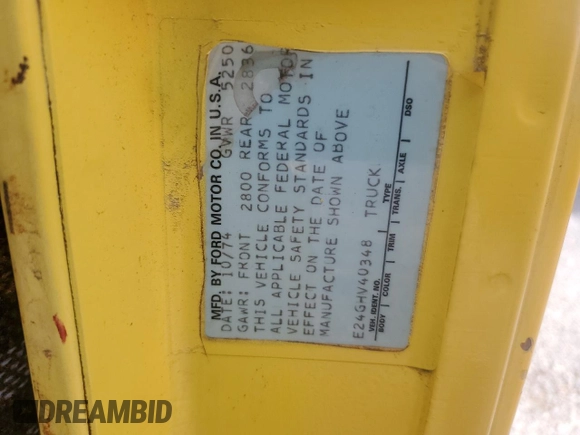 MFD. BY FORD MOTOR CO. IN U.S.A.
DATE: 10/74 GVWR 5250
GAWR: FRONT 2800 REAR 2836
THIS VEHICLE CONFORMS TO
ALL APPLICABLE FEDERAL MOTOR
VEHICLE SAFETY STANDARDS IN
EFFECT ON THE DATE OF
MANUFACTURE SHOWN ABOVE
E24GHV40348 TRUCK
VEH. IDENT. NO. TYPE
BODY COLOR TRIM TRANS. AXLE DSO
DREAMBID